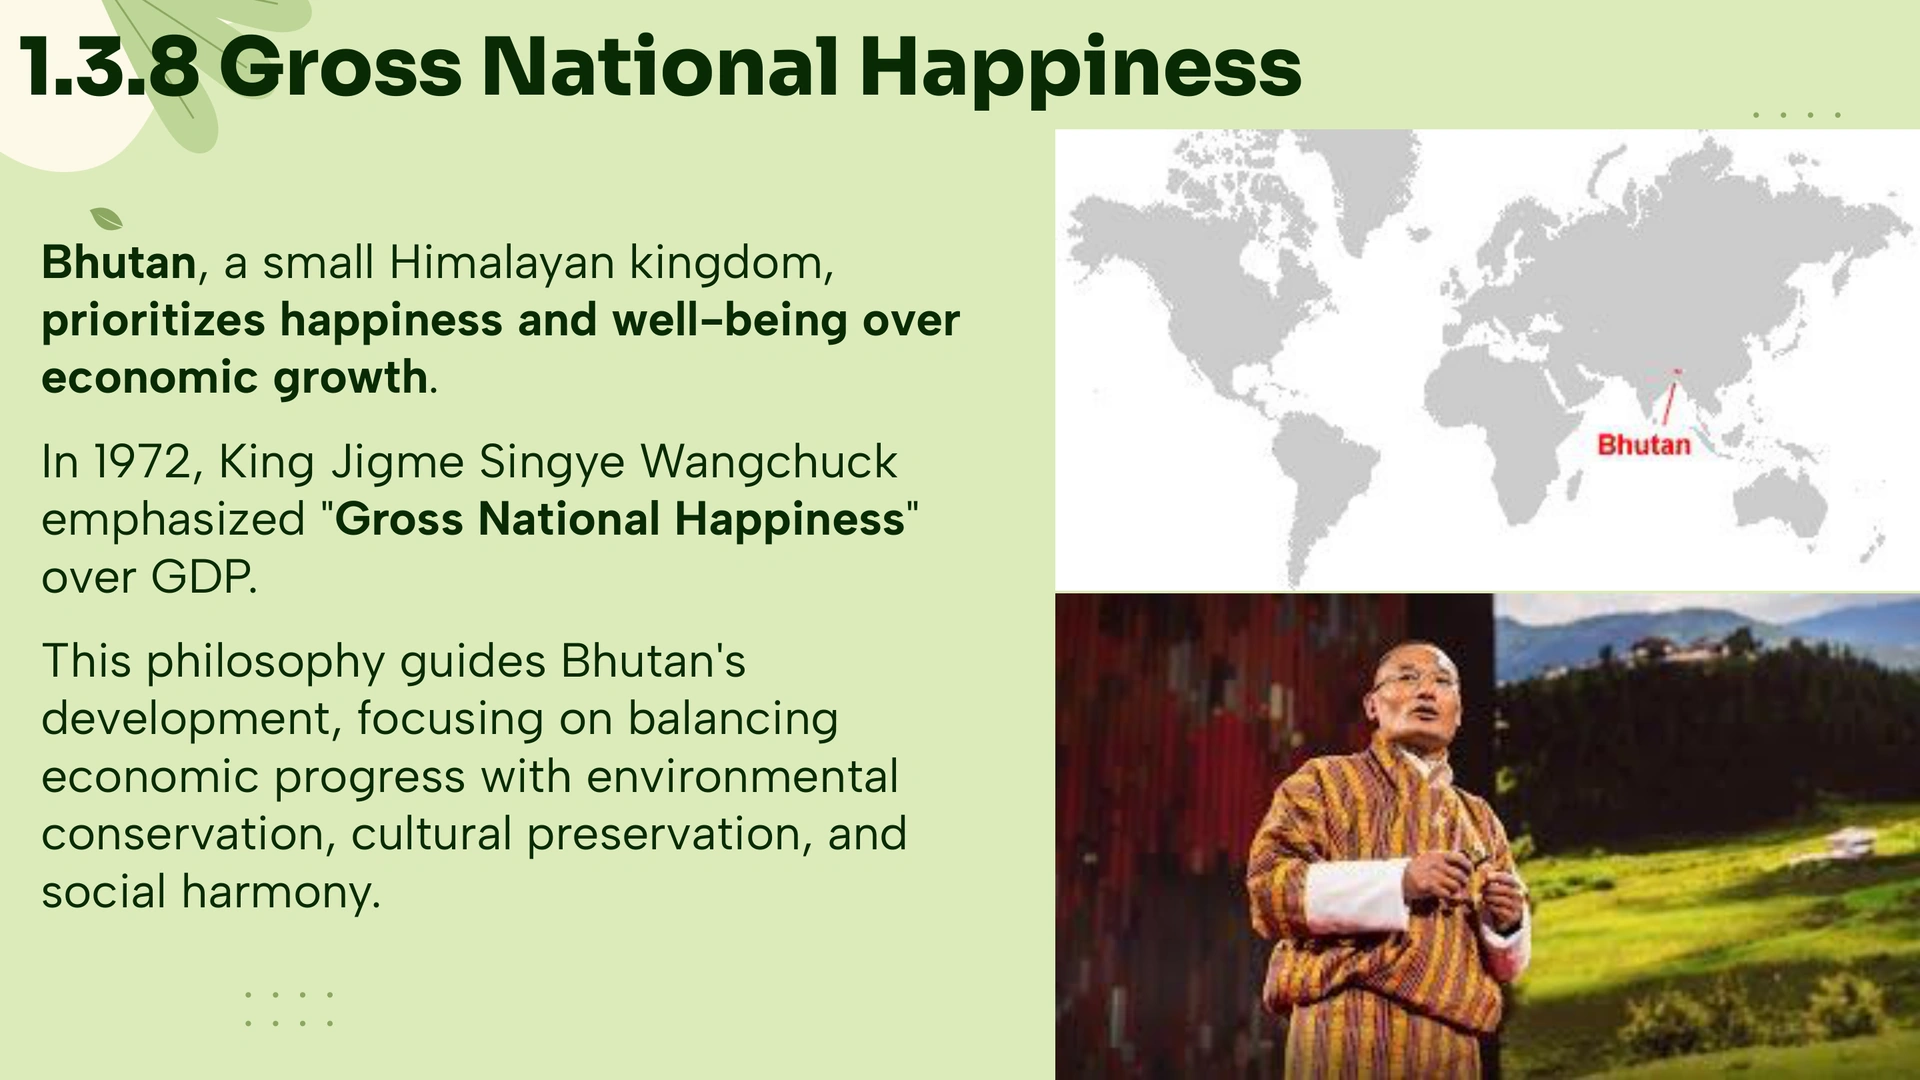 1.3.8 Gross National Happiness
Bhutan, a small Himalayan kingdom,
prioritizes happiness and well-being over
economic growth.
In 1972, King Jigme Singye Wangchuck
emphasized "Gross National Happiness"
over GDP.
This philosophy guides Bhutan's
development, focusing on balancing
economic progress with environmental
conservation, cultural preservation, and
social harmony.
Bhutan